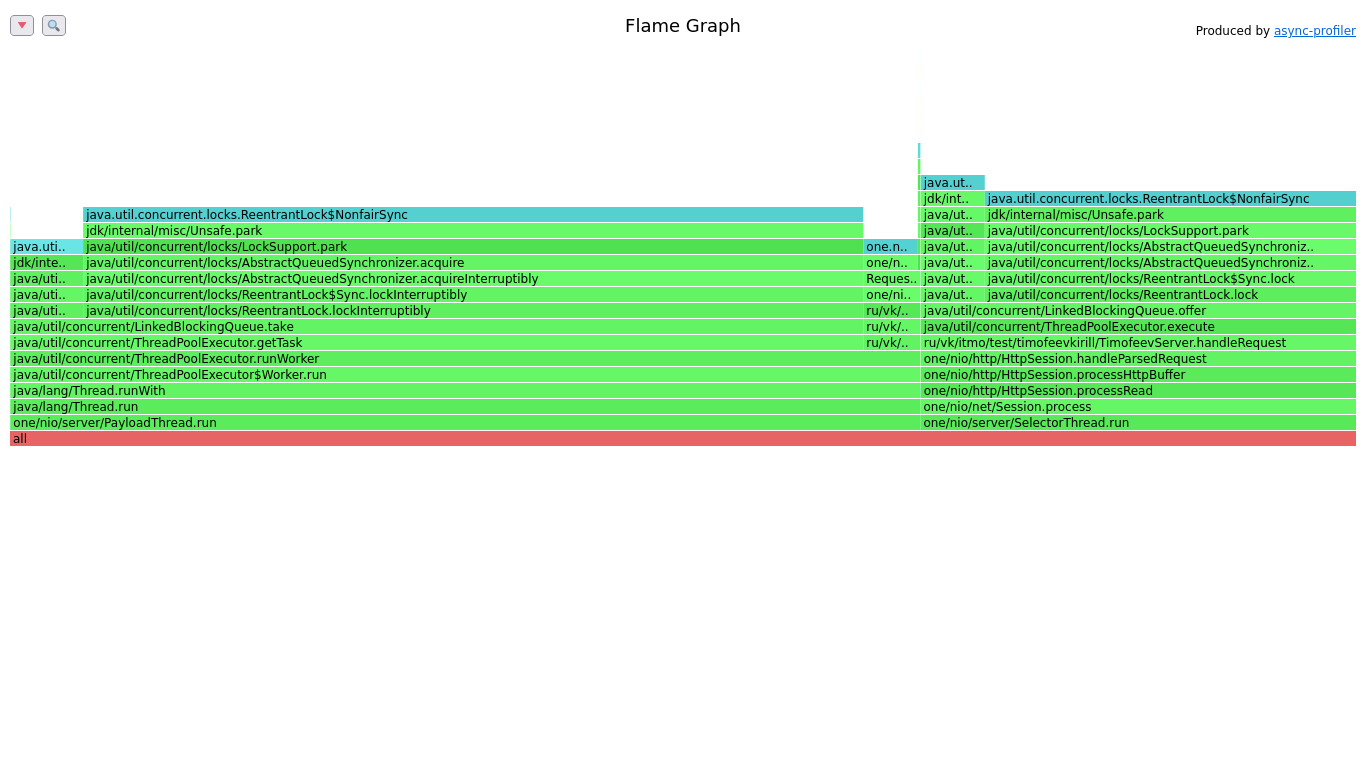 Flame Graph
Produced by async-profiler
java.ut..
jdk/int.. java.util.concurrent.locks.ReentrantLock$NonfairSync
java.util.concurrent.locks.ReentrantLock$NonfairSync java/ut.. jdk/internal/misc/Unsafe.park
jdk/internal/misc/Unsafe.park java/ut.. java/util/concurrent/locks/LockSupport.park
java.uti.. java/util/concurrent/locks/LockSupport.park one.n.. java/ut.. java/util/concurrent/locks/AbstractQueuedSynchroniz..
jdk/inte.. java/util/concurrent/locks/AbstractQueuedSynchronizer.acquire one/n.. java/ut.. java/util/concurrent/locks/AbstractQueuedSynchroniz..
java/uti.. java/util/concurrent/locks/AbstractQueuedSynchronizer.acquireInterruptibly Reques.. java/ut.. java/util/concurrent/locks/ReentrantLock$Sync.lock
java/uti.. java/util/concurrent/locks/ReentrantLock$Sync.lockInterruptibly one/ni.. java/ut.. java/util/concurrent/locks/ReentrantLock.lock
java/uti.. java/util/concurrent/locks/ReentrantLock.lockInterruptibly ru/vk/.. java/util/concurrent/LinkedBlockingQueue.offer
java/util/concurrent/LinkedBlockingQueue.take ru/vk/.. java/util/concurrent/ThreadPoolExecutor.execute
java/util/concurrent/ThreadPoolExecutor.getTask ru/vk/.. ru/vk/itmo/test/timofeevkirill/TimofeevServer.handleRequest
java/util/concurrent/ThreadPoolExecutor.runWorker one/nio/http/HttpSession.handleParsedRequest
java/util/concurrent/ThreadPoolExecutor$Worker.run one/nio/http/HttpSession.processHttpBuffer
java/lang/Thread.runWith one/nio/http/HttpSession.processRead
java/lang/Thread.run one/nio/net/Session.process
one/nio/server/PayloadThread.run one/nio/server/SelectorThread.run
all